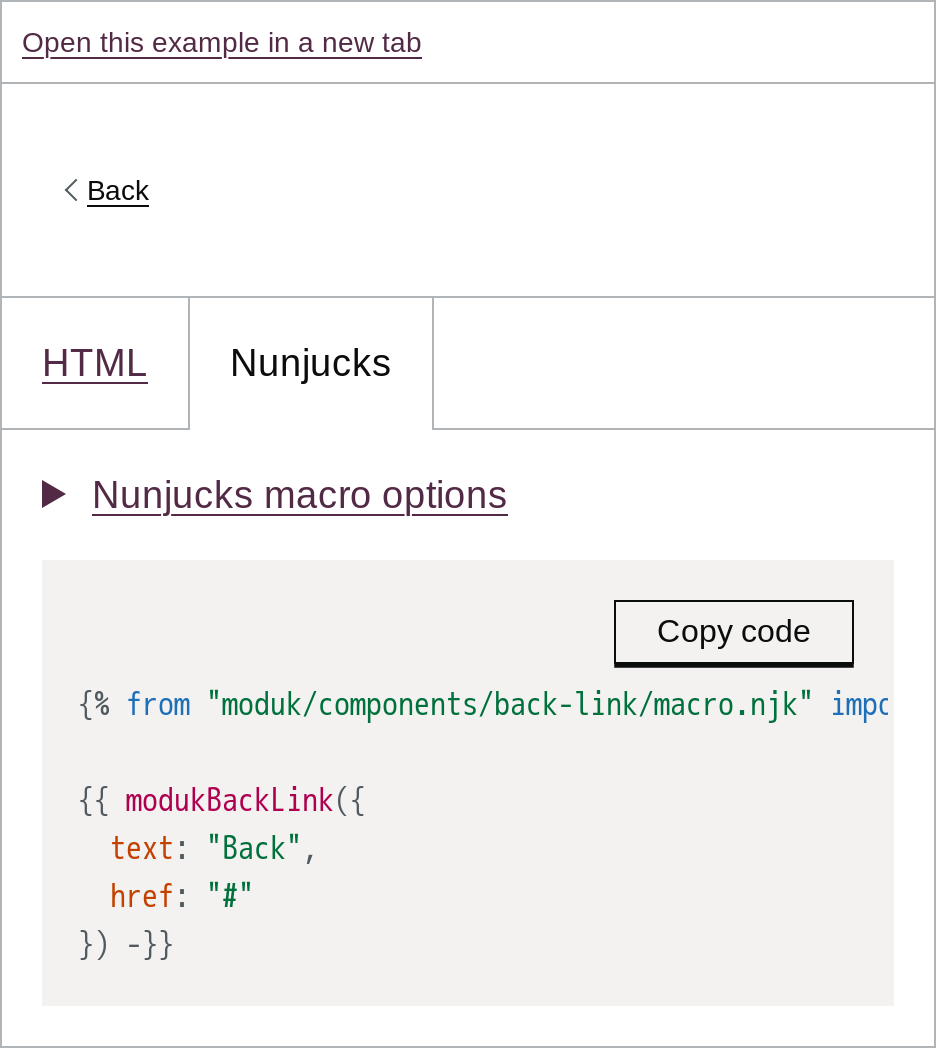 Open this example in a new tab
Back
HTML
Nunjucks
Nunjucks macro options
Copy code
{% from "moduk/components/back-link/macro.njk" impo
{{ modukBackLink({
  text: "Back",
  href: "#"
}) -}}